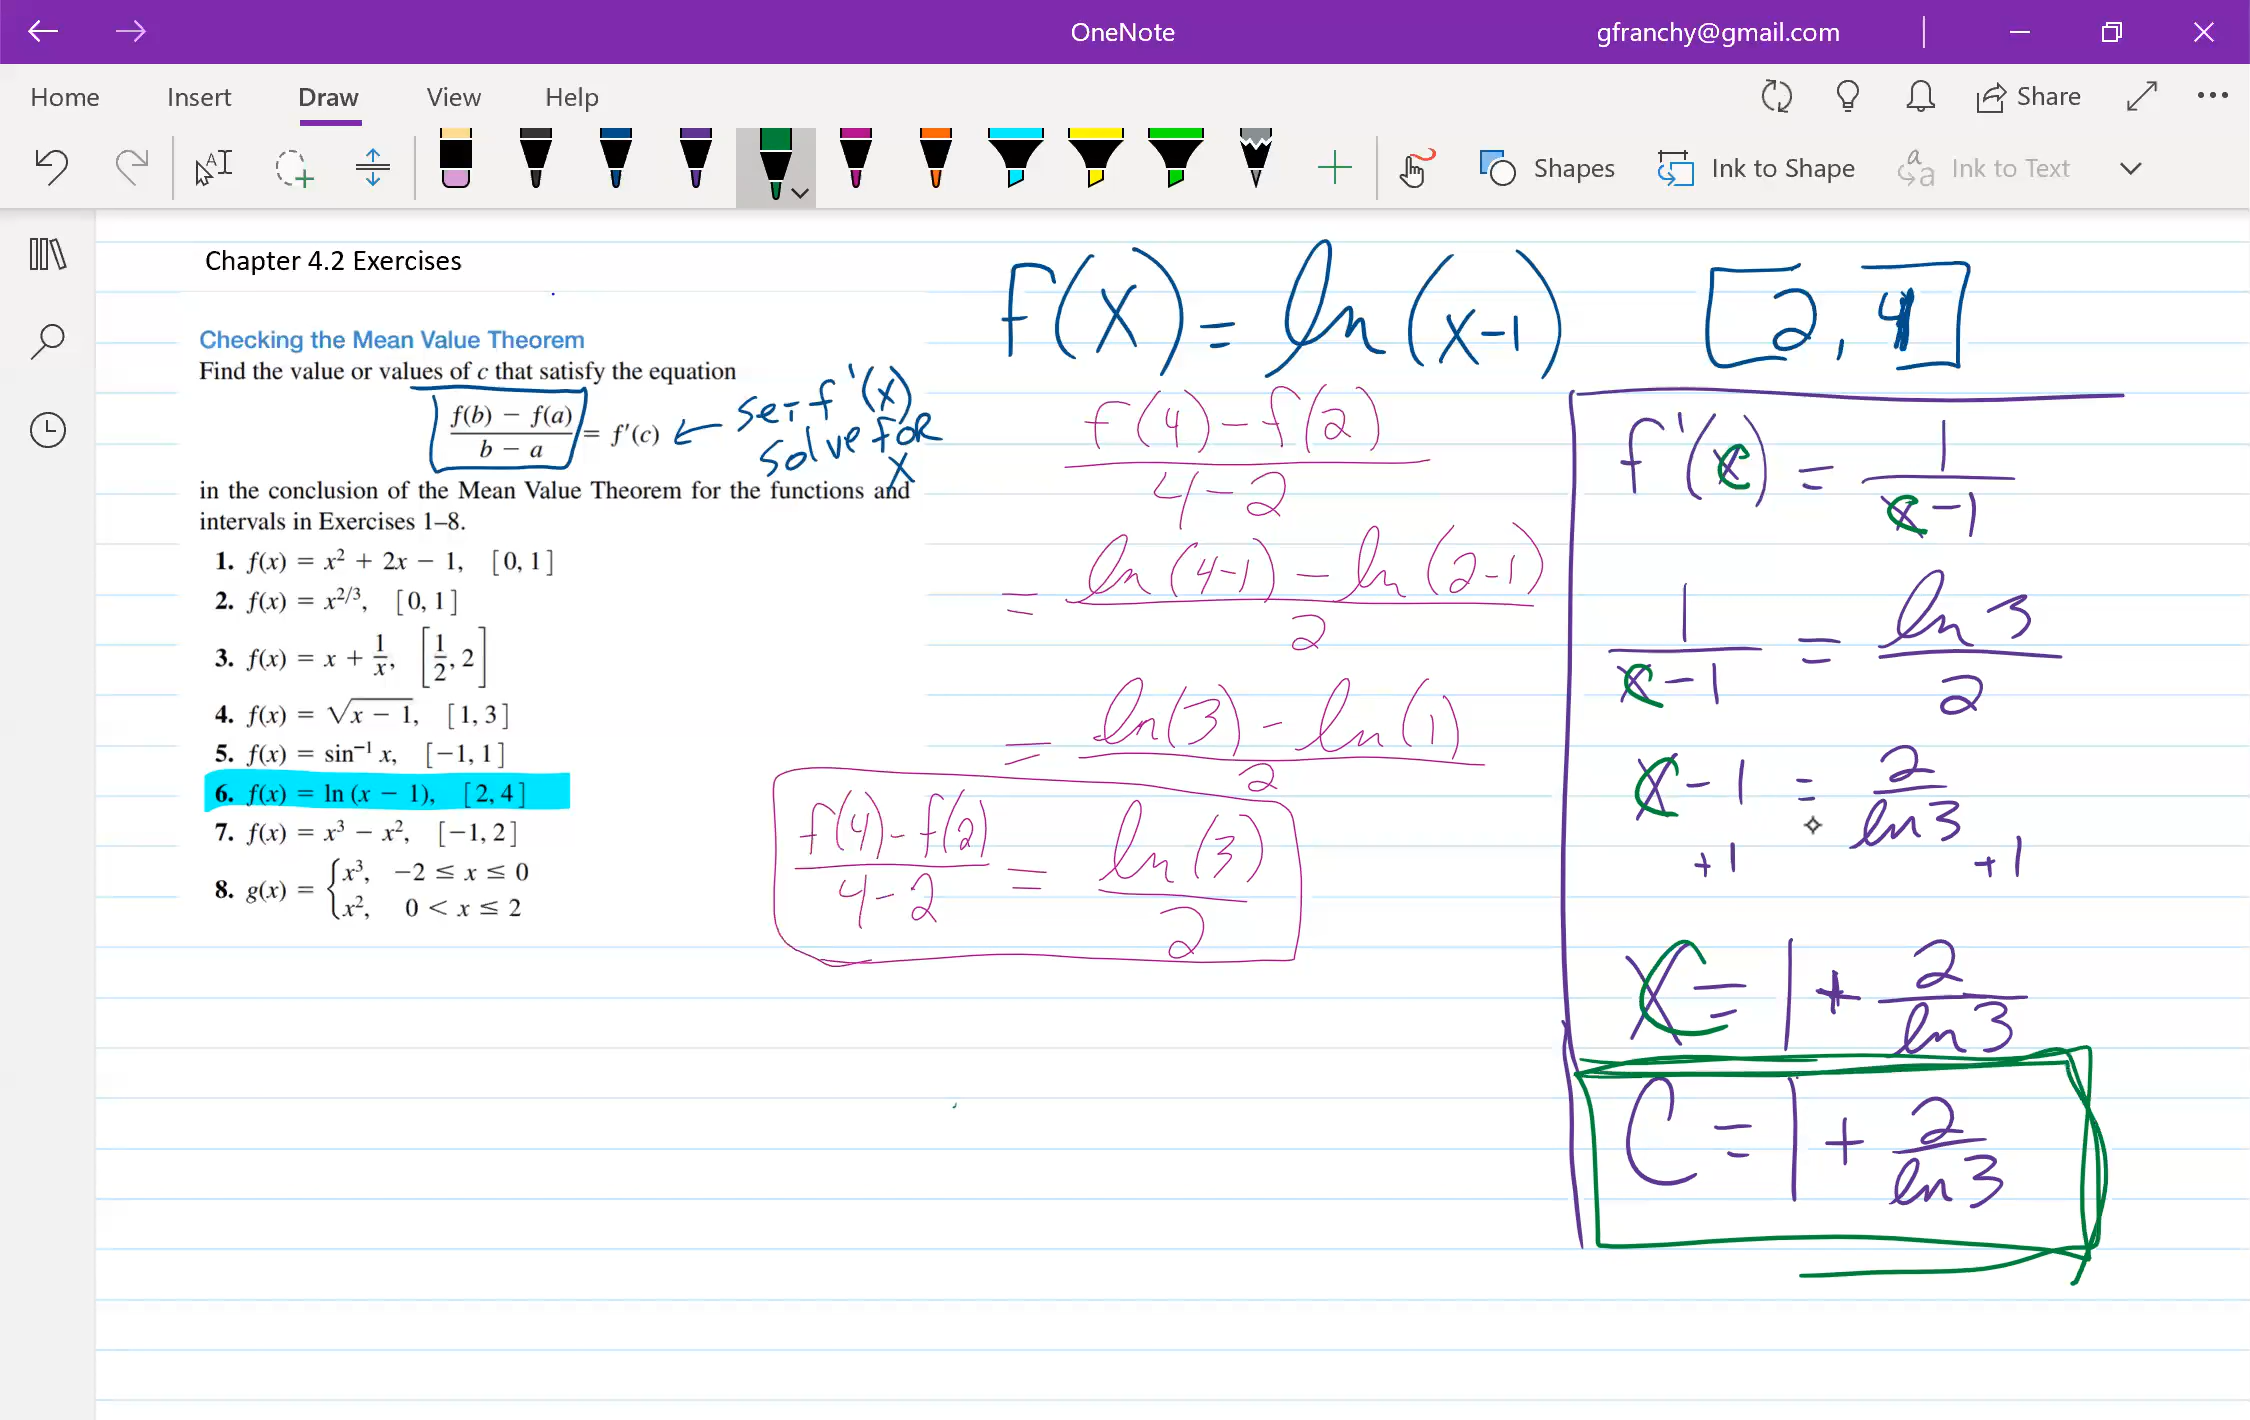 OneNote
gfranchy@gmail.com
Home Insert Draw View Help
Share
Shapes
Ink to Shape
Ink to Text
Chapter 4.2 Exercises
Checking the Mean Value Theorem
Find the value or values of c that satisfy the equation
(f(b) − f(a))/(b − a) = f'(c) ← Set f'(x)
Solve for
x
in the conclusion of the Mean Value Theorem for the functions and
intervals in Exercises 1–8.
1. f(x) = x² + 2x − 1, [0, 1]
2. f(x) = x^{2/3}, [0, 1]
3. f(x) = x + 1/x, [1/2, 2]
4. f(x) = √(x − 1), [1, 3]
5. f(x) = sin⁻¹ x, [−1, 1]
6. f(x) = ln (x − 1), [2, 4]
7. f(x) = x³ − x², [−1, 2]
8. g(x) = { x³, −2 ≤ x ≤ 0
x², 0 < x ≤ 2
f(x) = ln(x-1) [2, 4]
(f(4) - f(2))/(4 - 2)
= (ln(4-1) - ln(2-1))/2
= (ln(3) - ln(1))/2
(f(4) - f(2))/(4 - 2) = ln(3)/2
f'(c) = 1/(c-1)
1/(c-1) = ln 3/2
c - 1 = 2/ln 3
+1 +1
c = 1 + 2/ln 3
C = 1 + 2/ln 3